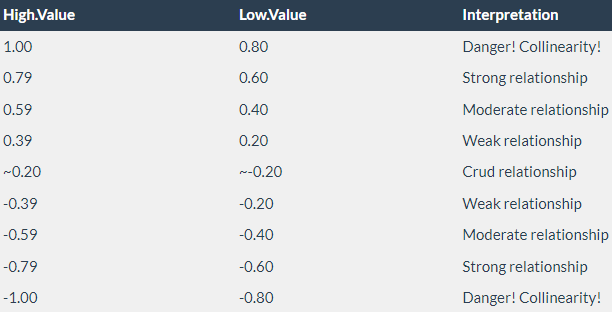 High.Value Low.Value Interpretation
1.00 0.80 Danger! Collinearity!
0.79 0.60 Strong relationship
0.59 0.40 Moderate relationship
0.39 0.20 Weak relationship
~0.20 ~-0.20 Crud relationship
-0.39 -0.20 Weak relationship
-0.59 -0.40 Moderate relationship
-0.79 -0.60 Strong relationship
-1.00 -0.80 Danger! Collinearity!